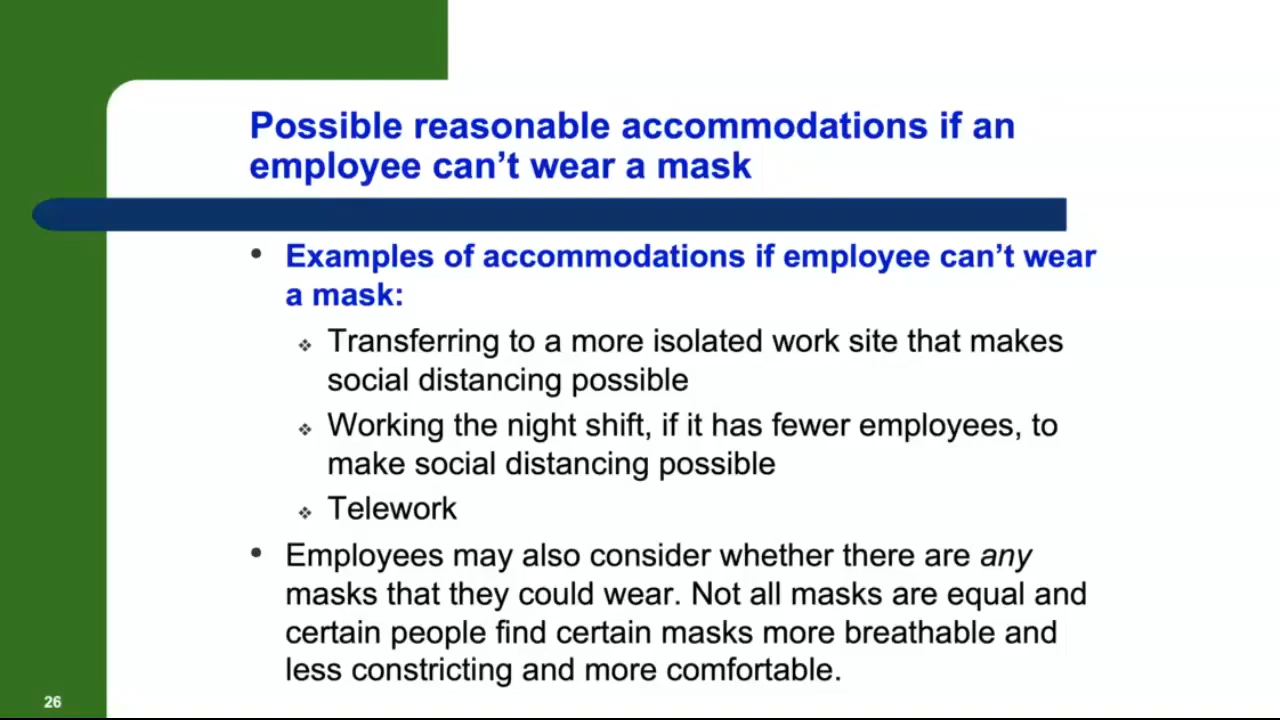 Possible reasonable accommodations if an
employee can’t wear a mask
• Examples of accommodations if employee can’t wear
a mask:
❖ Transferring to a more isolated work site that makes
social distancing possible
❖ Working the night shift, if it has fewer employees, to
make social distancing possible
❖ Telework
• Employees may also consider whether there are any
masks that they could wear. Not all masks are equal and
certain people find certain masks more breathable and
less constricting and more comfortable.
26